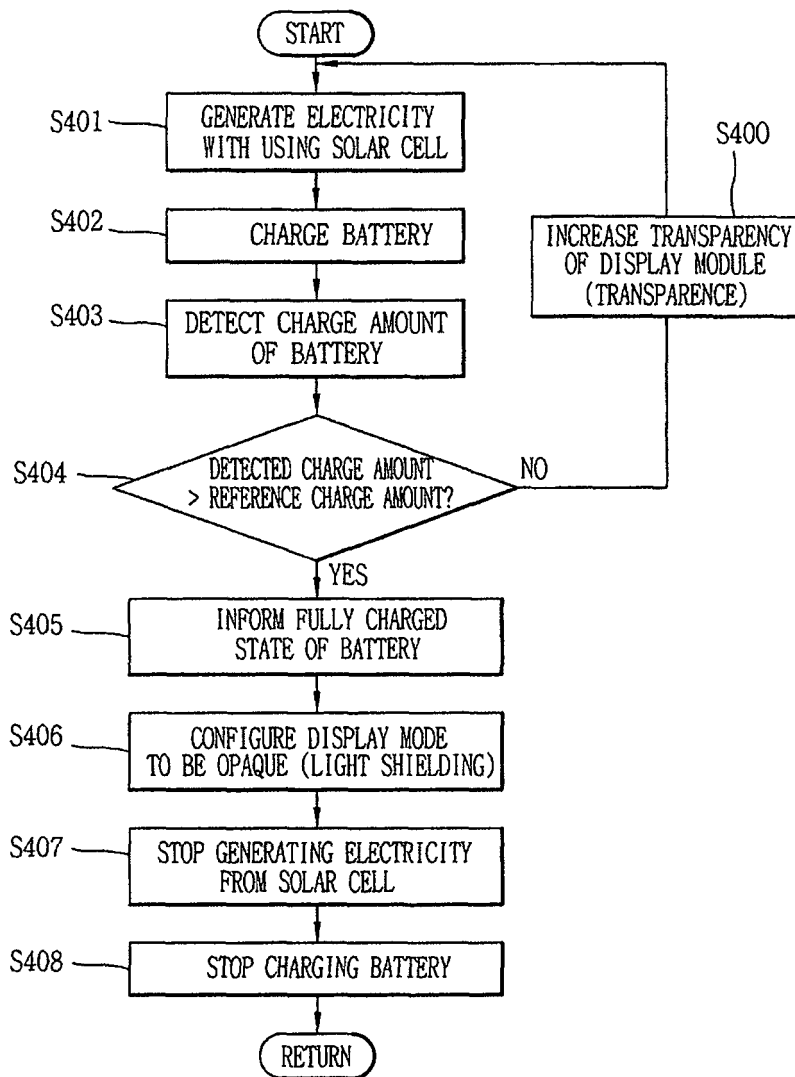 START
S401
GENERATE ELECTRICITY
WITH USING SOLAR CELL
S400
INCREASE TRANSPARENCY
OF DISPLAY MODULE
(TRANSPARENCE)
S402
CHARGE BATTERY
S403
DETECT CHARGE AMOUNT
OF BATTERY
S404
DETECTED CHARGE AMOUNT
> REFERENCE CHARGE AMOUNT?
NO
YES
S405
INFORM FULLY CHARGED
STATE OF BATTERY
S406
CONFIGURE DISPLAY MODE
TO BE OPAQUE (LIGHT SHIELDING)
S407
STOP GENERATING ELECTRICITY
FROM SOLAR CELL
S408
STOP CHARGING BATTERY
RETURN